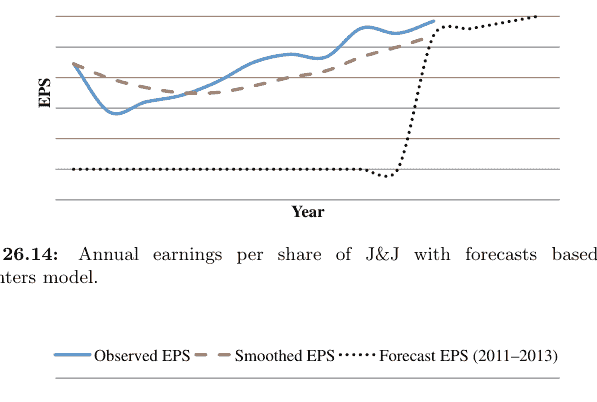 EPS
Year
26.14: Annual earnings per share of J&J with forecasts based
model.
Observed EPS Smoothed EPS Forecast EPS (2011–2013)